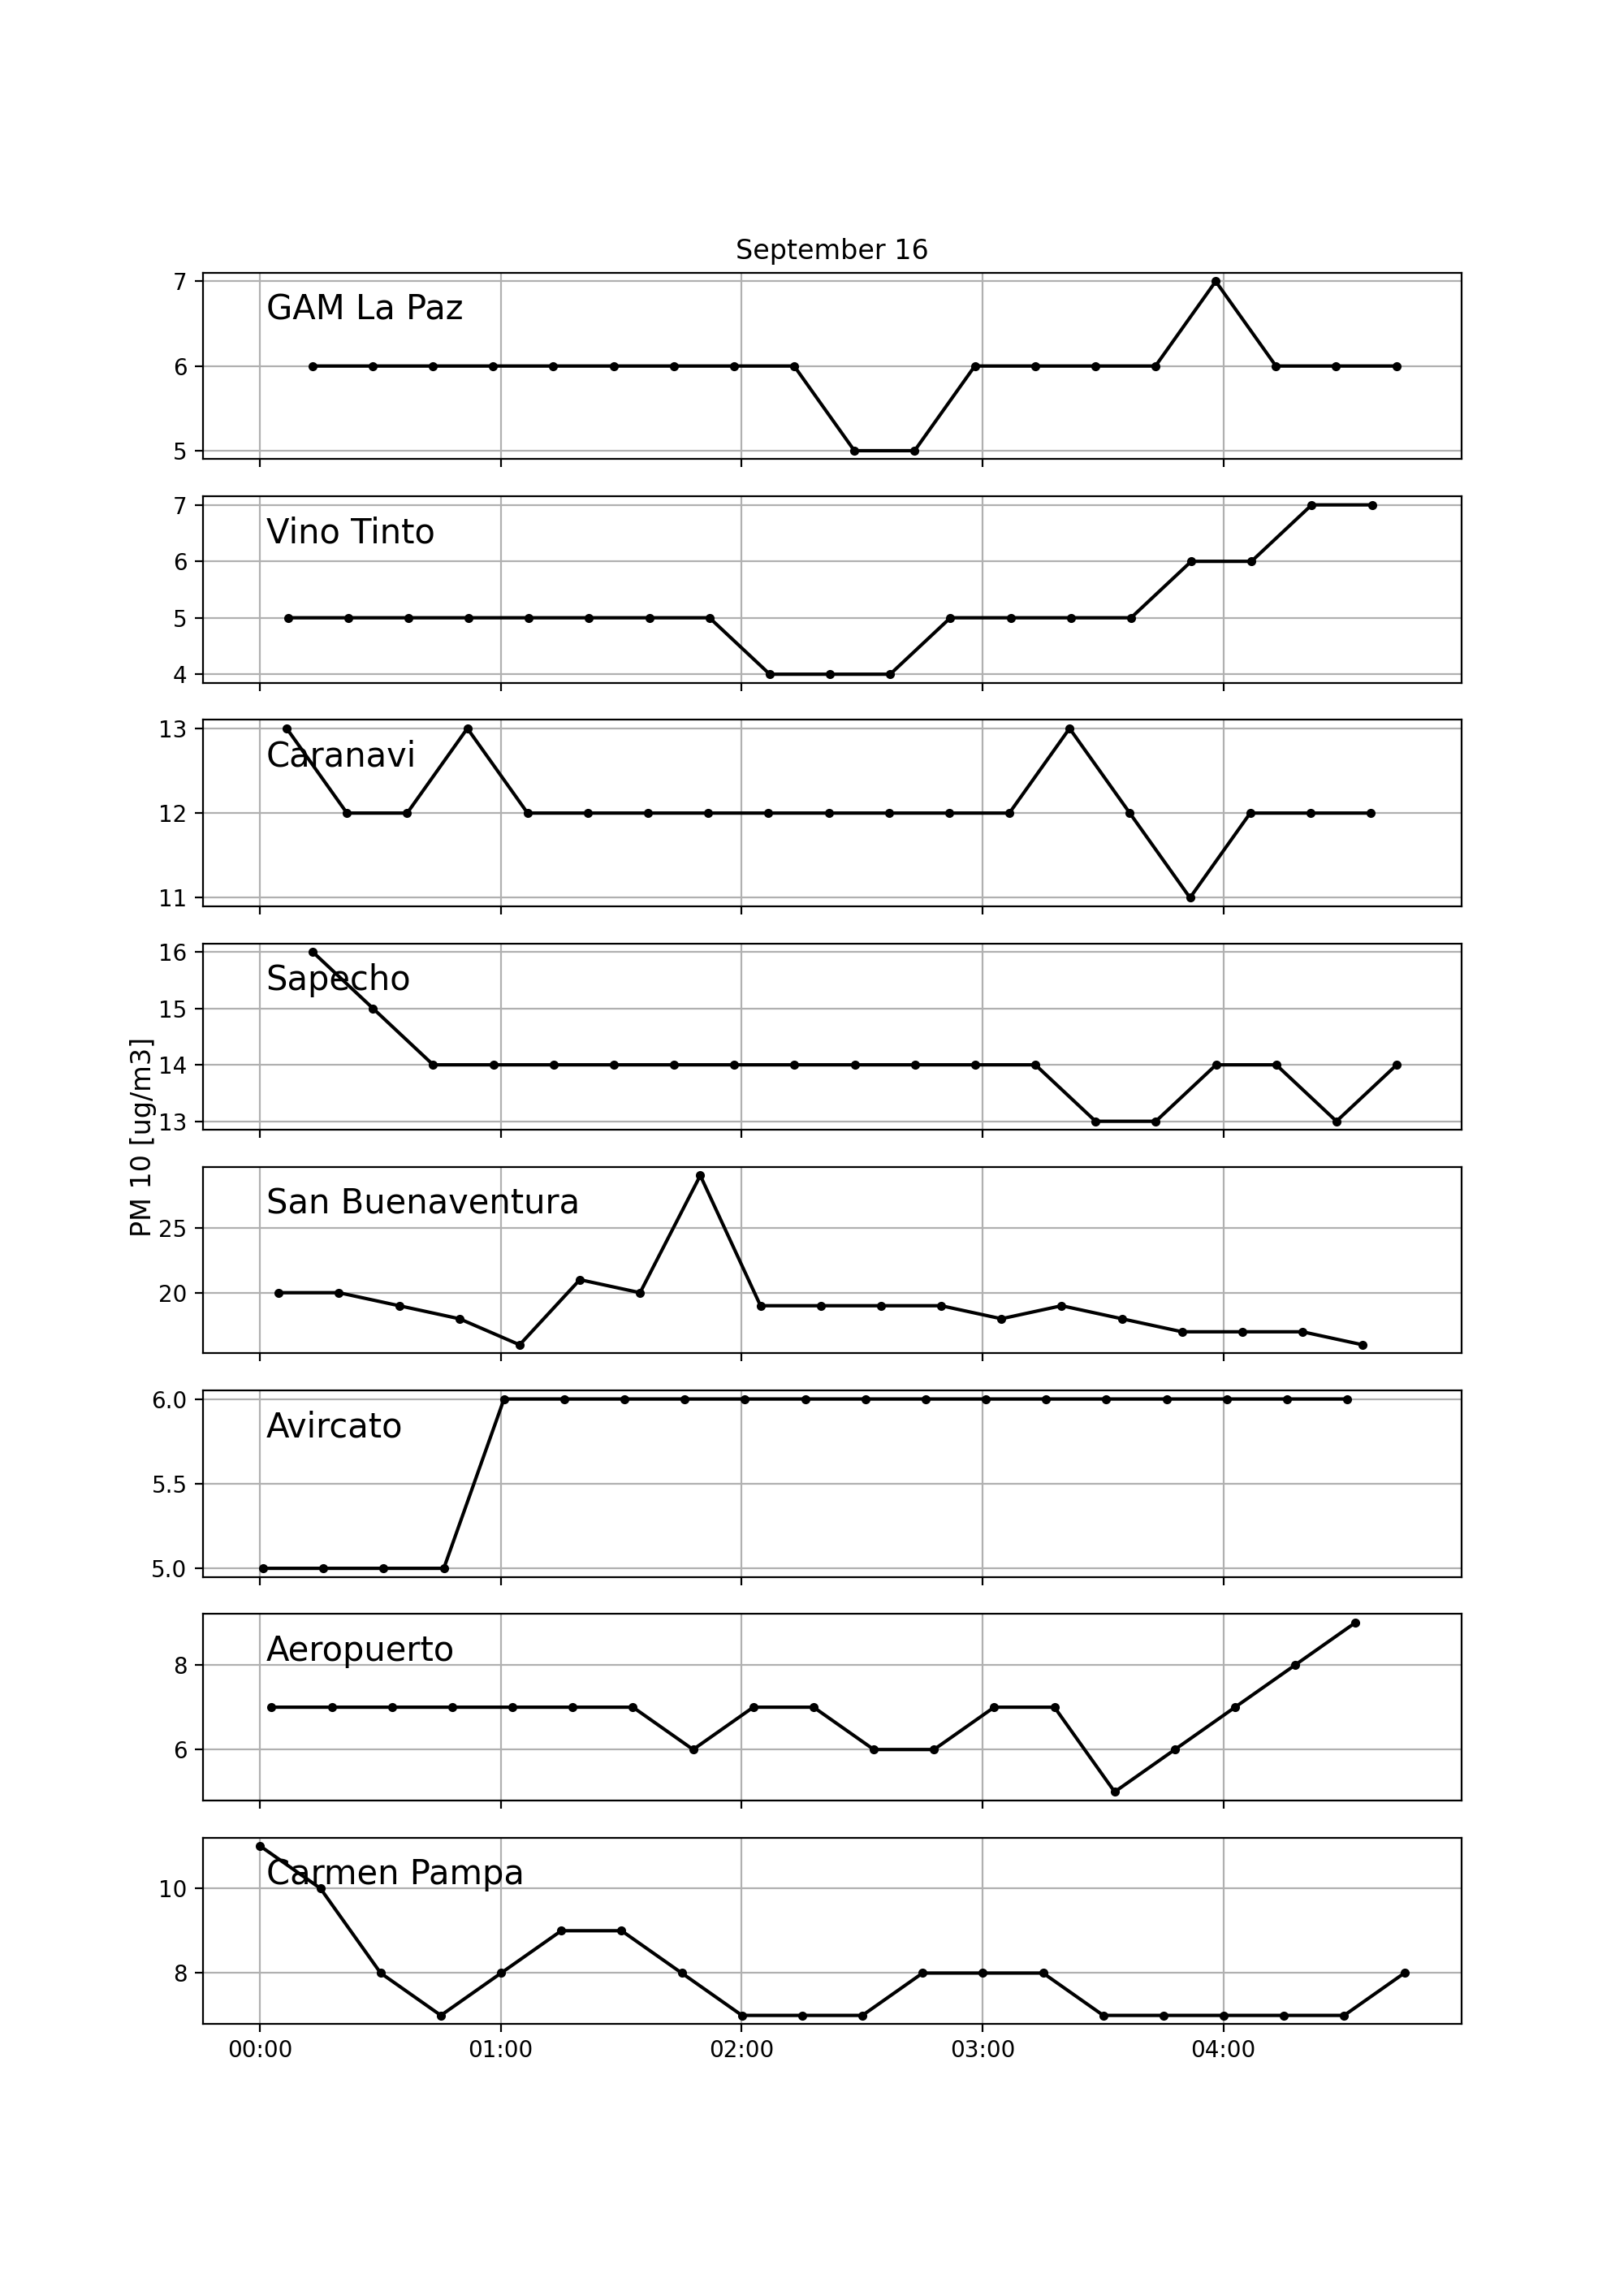 September 16
7
GAM La Paz
6
5
7
Vino Tinto
6
5
4
13
Caranavi
12
11
16
Sapecho
15
14
13
PM 10 [ug/m3]
San Buenaventura
25
20
6.0
Avircato
5.5
5.0
Aeropuerto
8
6
Carmen Pampa
10
8
00:00 01:00 02:00 03:00 04:00